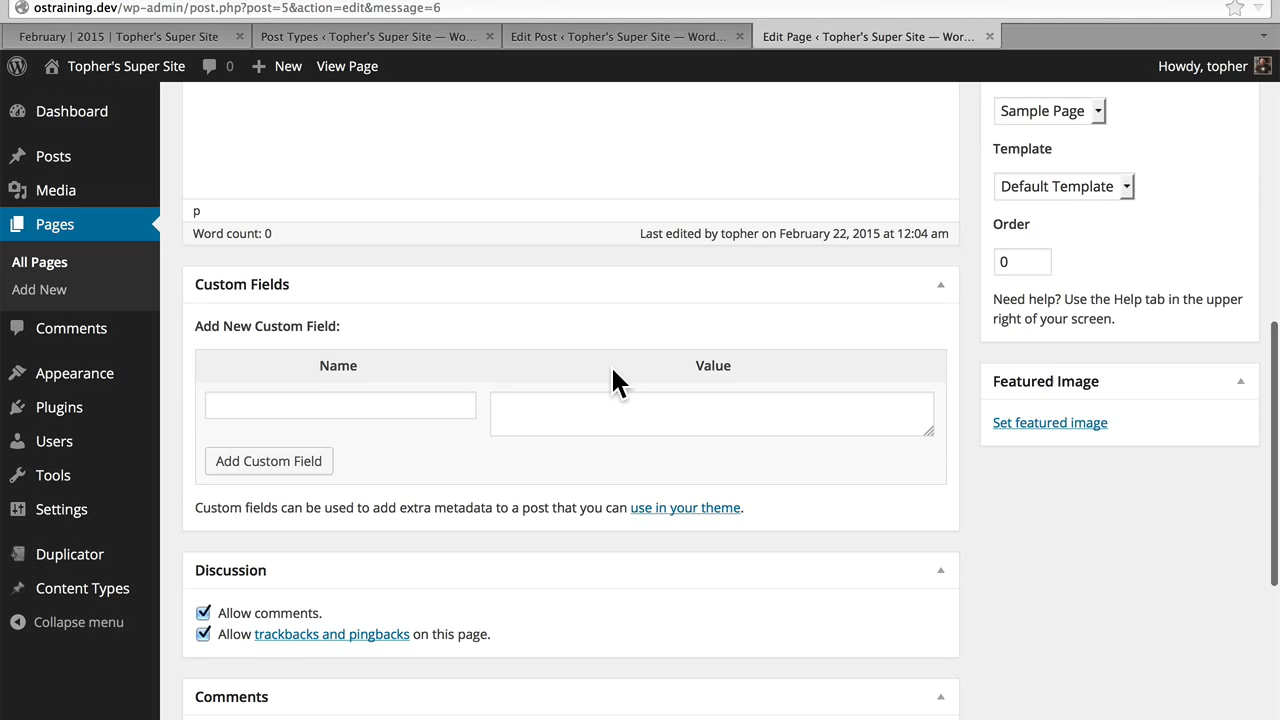 ostraining.dev/wp-admin/post.php?post=5&action=edit&message=6
February | 2015 | Topher's Super Site × Post Types ‹ Topher's Super Site — Wo... × Edit Post ‹ Topher's Super Site — Word... × Edit Page ‹ Topher's Super Site — Wor... ×
Topher's Super Site 0 New View Page Howdy, topher
Dashboard
Posts
Media
Pages
All Pages
Add New
Comments
Appearance
Plugins
Users
Tools
Settings
Duplicator
Content Types
Collapse menu
p
Word count: 0 Last edited by topher on February 22, 2015 at 12:04 am
Custom Fields
Add New Custom Field:
Name Value
Add Custom Field
Custom fields can be used to add extra metadata to a post that you can use in your theme.
Discussion
Allow comments.
Allow trackbacks and pingbacks on this page.
Comments
Sample Page
Template
Default Template
Order
0
Need help? Use the Help tab in the upper
right of your screen.
Featured Image
Set featured image